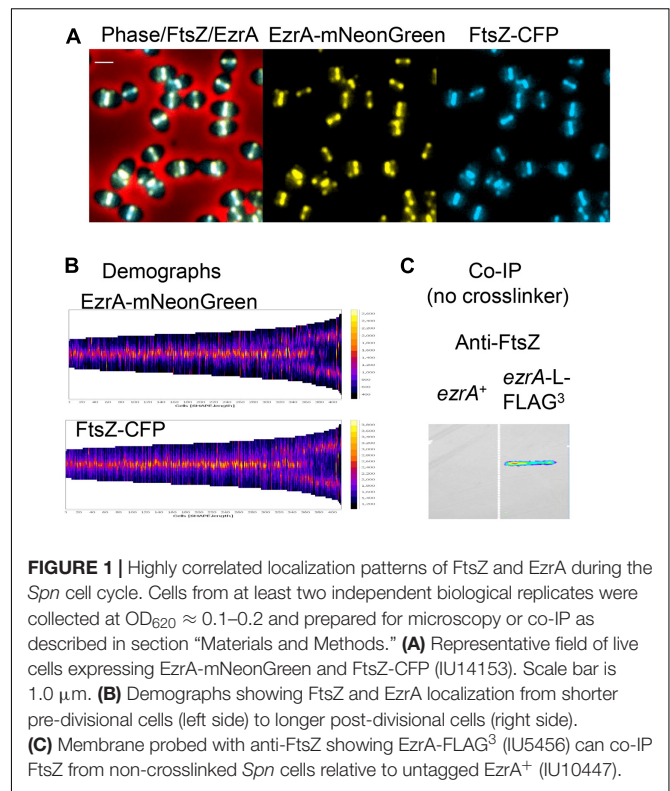 A Phase/FtsZ/EzrA EzrA-mNeonGreen FtsZ-CFP
B Demographs
EzrA-mNeonGreen
Cells [SHAPE.length]
FtsZ-CFP
Cells [SHAPE.length]
C Co-IP
(no crosslinker)
Anti-FtsZ
ezrA⁺ ezrA-L-
FLAG³
FIGURE 1 | Highly correlated localization patterns of FtsZ and EzrA during the
Spn cell cycle. Cells from at least two independent biological replicates were
collected at OD₆₂₀ ≈ 0.1–0.2 and prepared for microscopy or co-IP as
described in section “Materials and Methods.” (A) Representative field of live
cells expressing EzrA-mNeonGreen and FtsZ-CFP (IU14153). Scale bar is
1.0 μm. (B) Demographs showing FtsZ and EzrA localization from shorter
pre-divisional cells (left side) to longer post-divisional cells (right side).
(C) Membrane probed with anti-FtsZ showing EzrA-FLAG³ (IU5456) can co-IP
FtsZ from non-crosslinked Spn cells relative to untagged EzrA⁺ (IU10447).